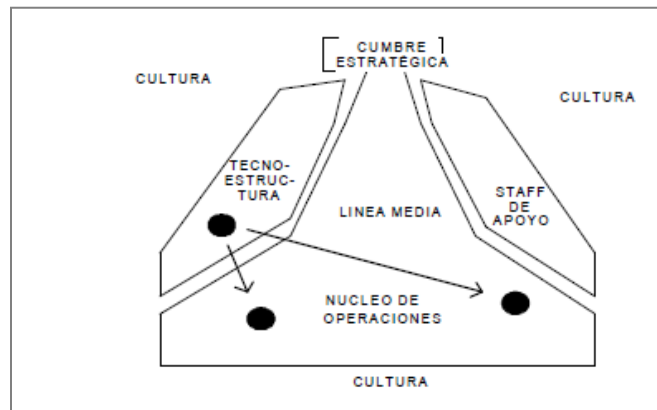 CUMBRE
ESTRATÉGICA
CULTURA
CULTURA
TECNO-
ESTRUC-
TURA
STAFF
DE
APOYO
LINEA MEDIA
NUCLEO DE
OPERACIONES
CULTURA